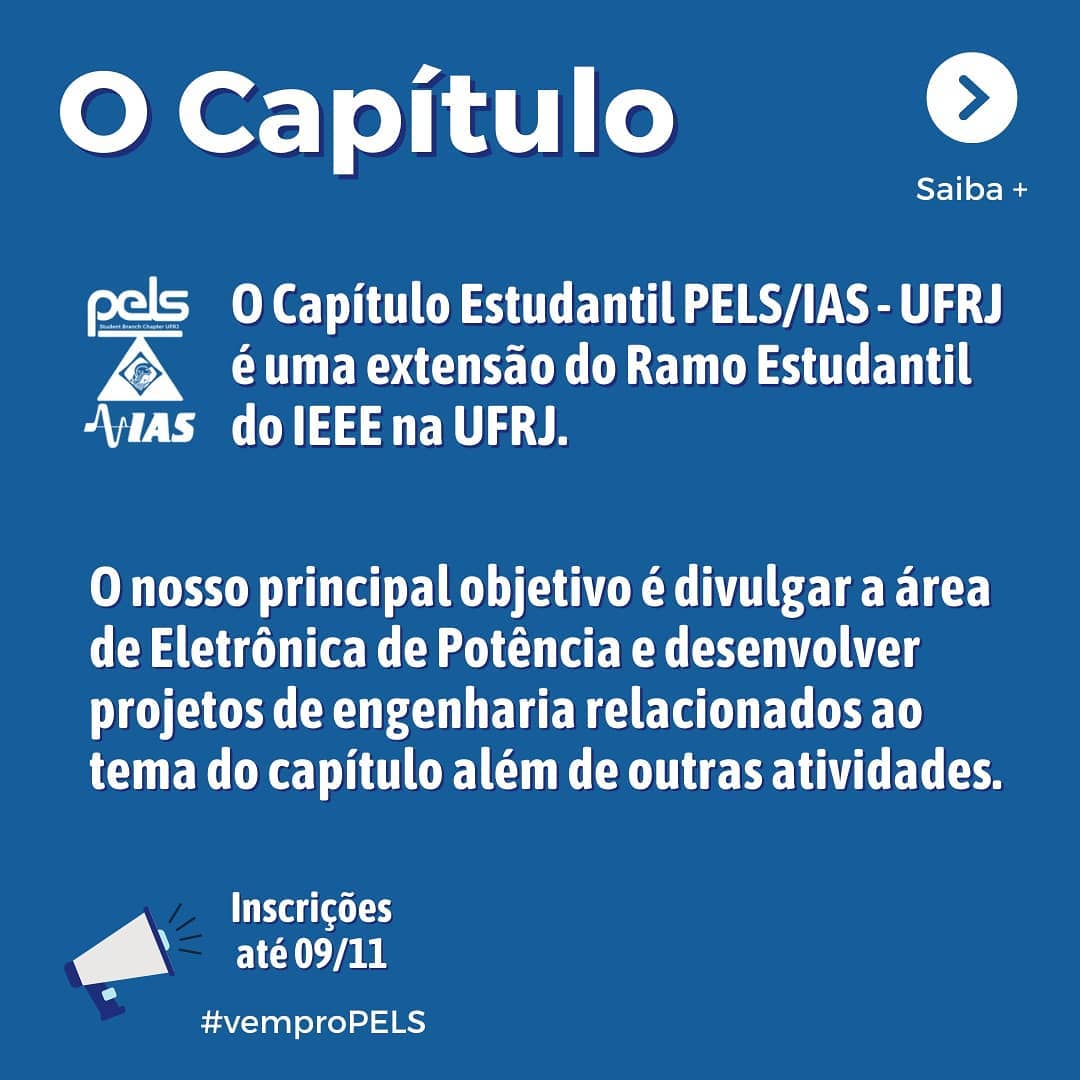 O Capítulo
Saiba +
pels
Student Branch Chapter UFRJ
IAS
O Capítulo Estudantil PELS/IAS - UFRJ
é uma extensão do Ramo Estudantil
do IEEE na UFRJ.
O nosso principal objetivo é divulgar a área
de Eletrônica de Potência e desenvolver
projetos de engenharia relacionados ao
tema do capítulo além de outras atividades.
Inscrições
até 09/11
#vemproPELS